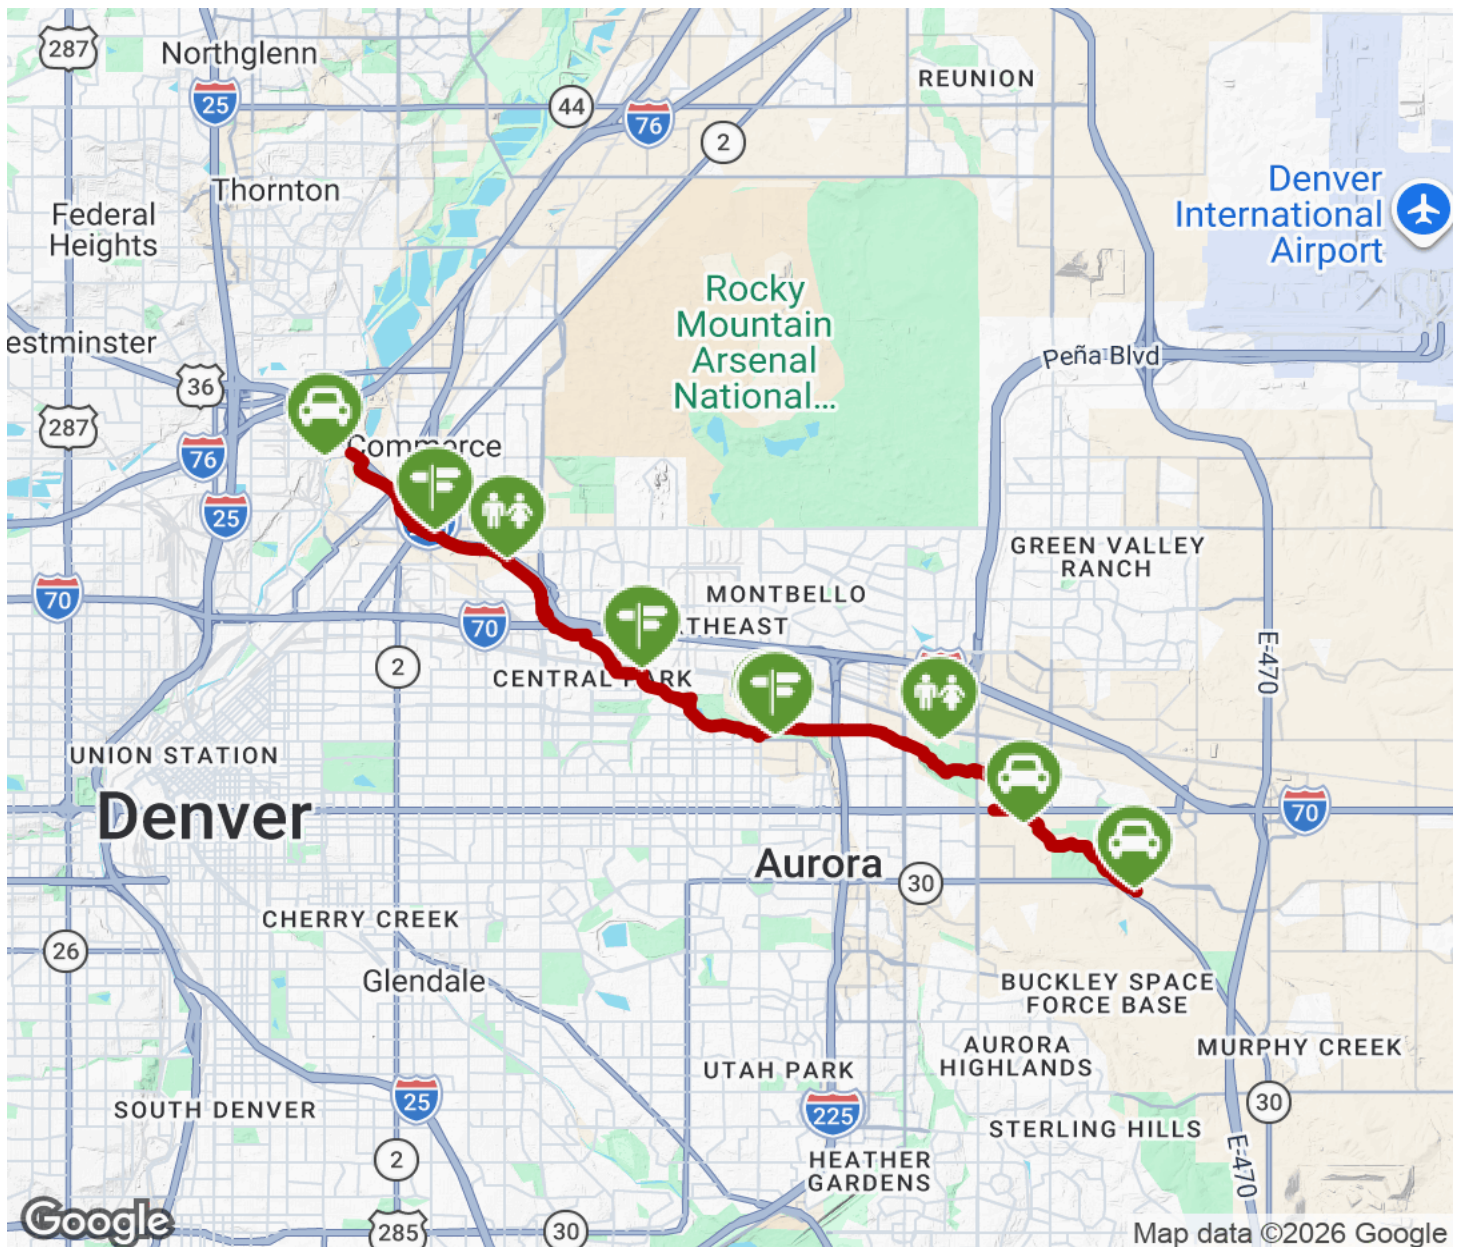 287
Northglenn
25
44
76
2
REUNION
Thornton
Federal
Heights
Denver
International
Airport
Rocky
Mountain
Arsenal
National...
estminster
36
Peña Blvd
287
Commerce
76
25
GREEN VALLEY
RANCH
70
MONTBELLO
70
THEAST
2
CENTRAL PARK
E-470
UNION STATION
Denver
70
Aurora
30
CHERRY CREEK
26
Glendale
BUCKLEY SPACE
FORCE BASE
AURORA
HIGHLANDS
MURPHY CREEK
UTAH PARK
25
SOUTH DENVER
225
30
STERLING HILLS
2
HEATHER
GARDENS
E-470
Google
285
30
Map data ©2026 Google